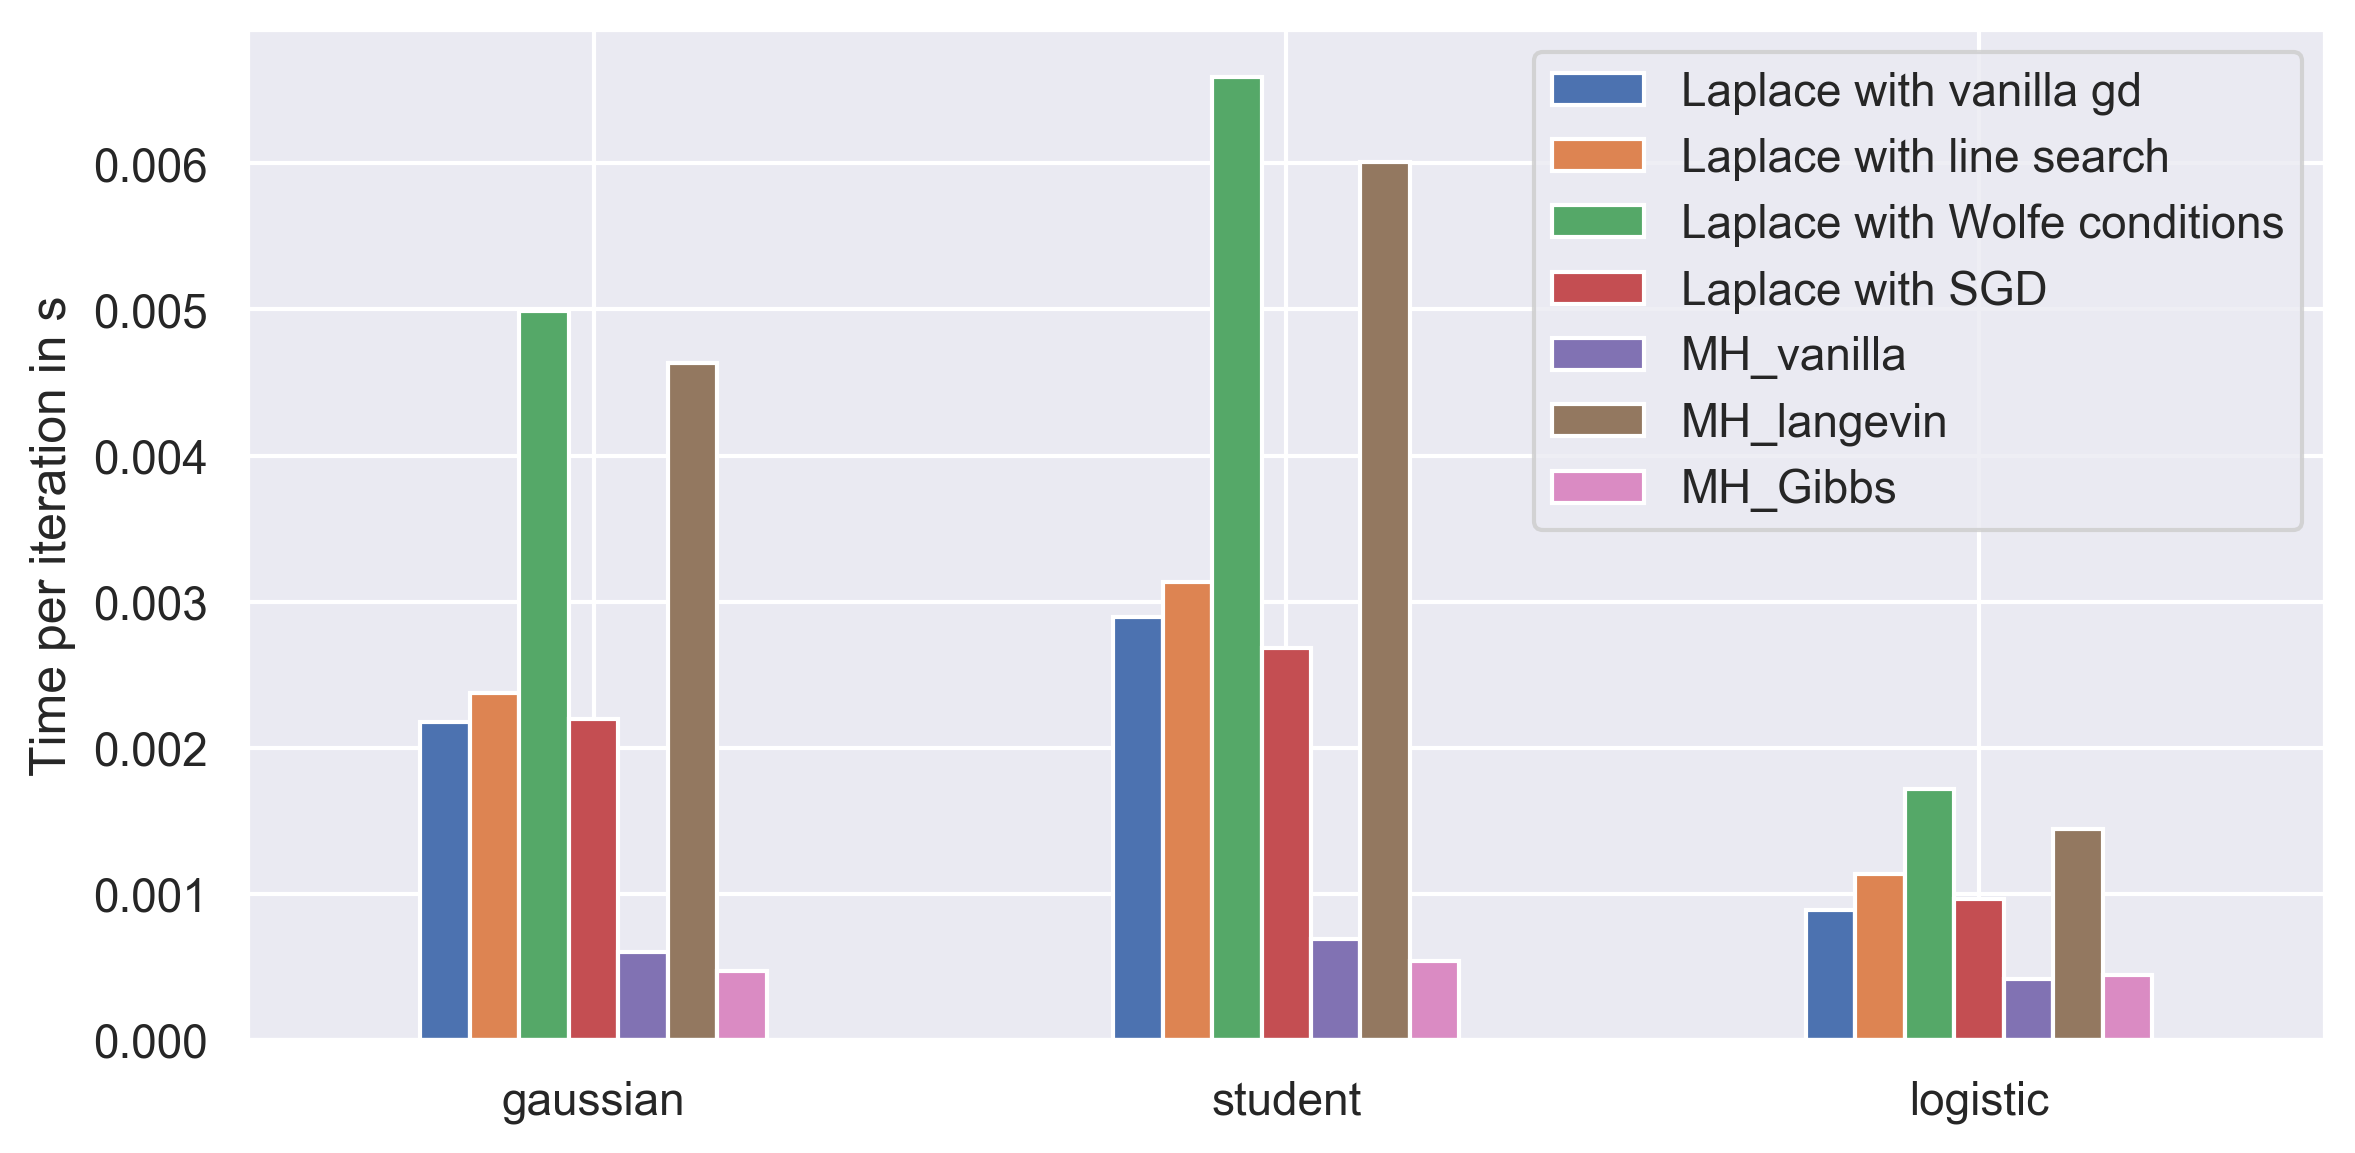 Time per iteration in s
0.006
0.005
0.004
0.003
0.002
0.001
0.000
gaussian
student
logistic
Laplace with vanilla gd
Laplace with line search
Laplace with Wolfe conditions
Laplace with SGD
MH_vanilla
MH_langevin
MH_Gibbs